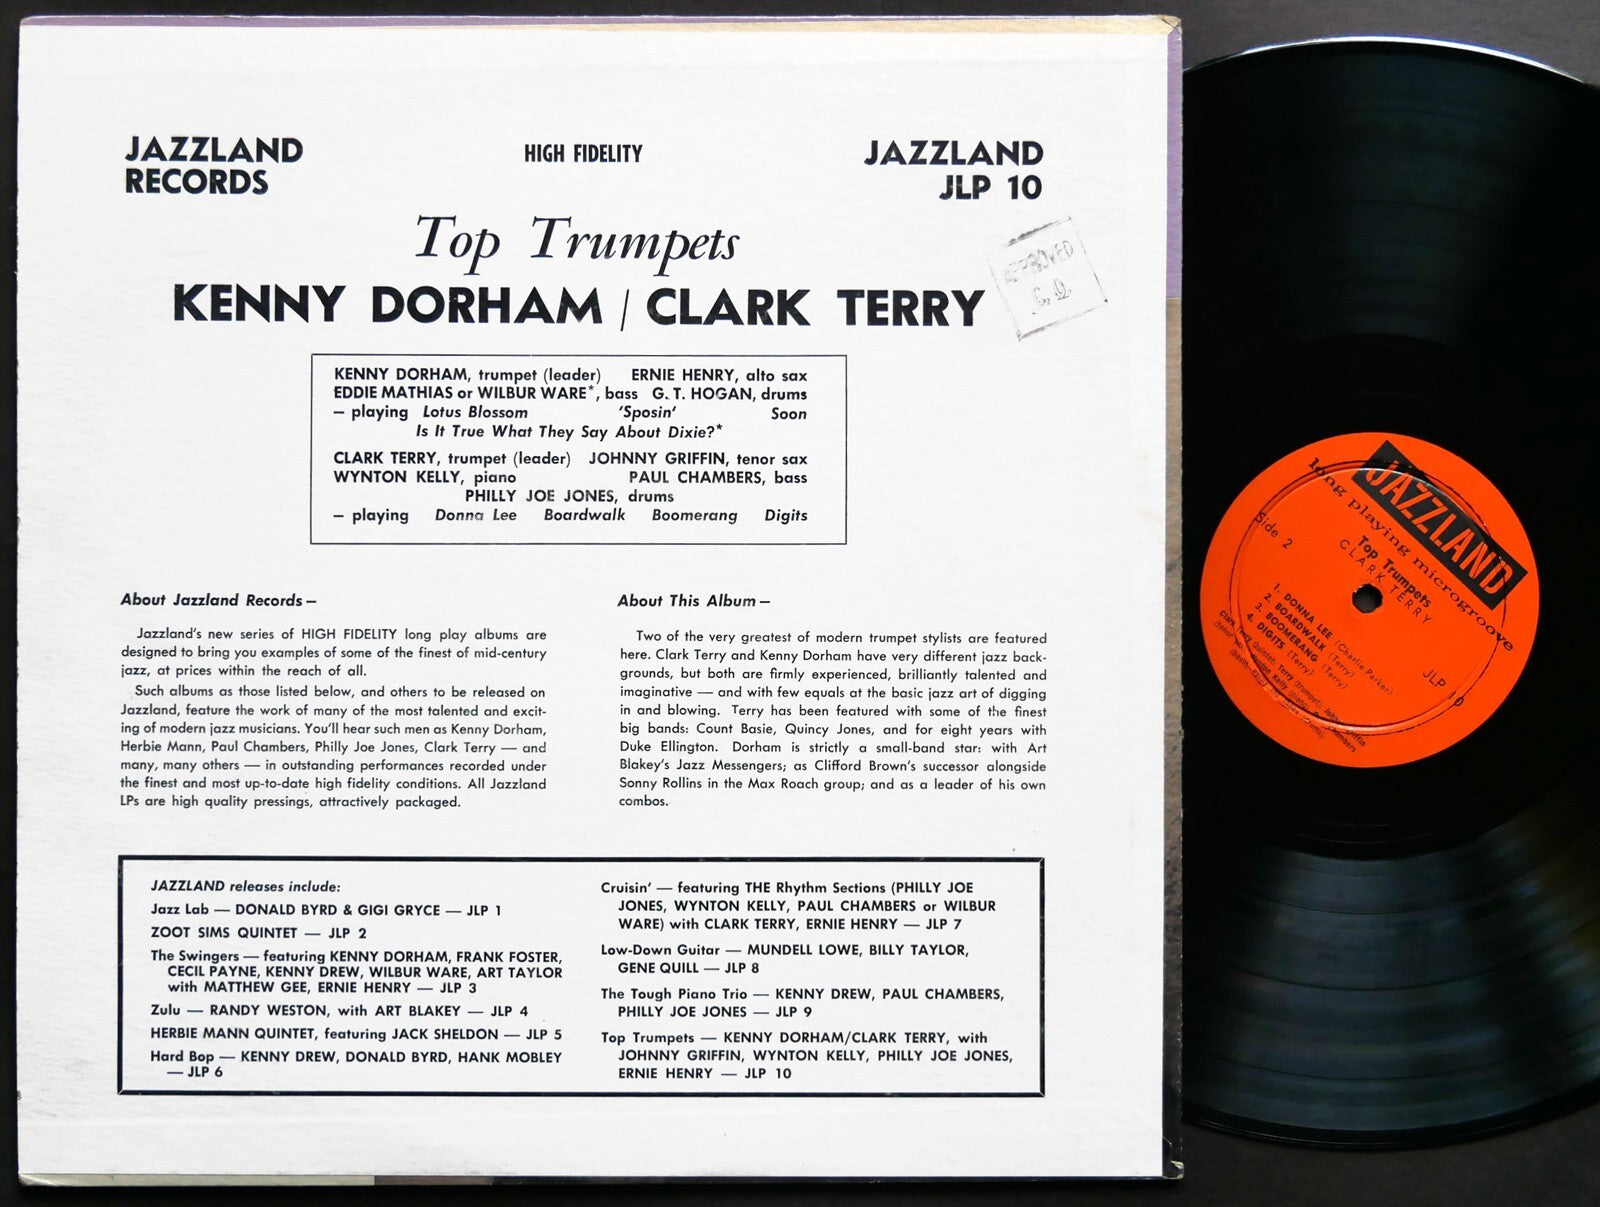 JAZZLAND
RECORDS
HIGH FIDELITY
JAZZLAND
JLP 10
Top Trumpets
KENNY DORHAM / CLARK TERRY
APPROVED
KENNY DORHAM, trumpet (leader) ERNIE HENRY, alto sax
EDDIE MATHIAS or WILBUR WARE*, bass G. T. HOGAN, drums
— playing Lotus Blossom 'Sposin' Soon
Is It True What They Say About Dixie?*
CLARK TERRY, trumpet (leader) JOHNNY GRIFFIN, tenor sax
WYNTON KELLY, piano PAUL CHAMBERS, bass
PHILLY JOE JONES, drums
— playing Donna Lee Boardwalk Boomerang Digits
About Jazzland Records —
Jazzland's new series of HIGH FIDELITY long play albums are
designed to bring you examples of some of the finest of mid-century
jazz, at prices within the reach of all.
Such albums as those listed below, and others to be released on
Jazzland, feature the work of many of the most talented and excit-
ing of modern jazz musicians. You'll hear such men as Kenny Dorham,
Herbie Mann, Paul Chambers, Philly Joe Jones, Clark Terry — and
many, many others — in outstanding performances recorded under
the finest and most up-to-date high fidelity conditions. All Jazzland
LPs are high quality pressings, attractively packaged.
About This Album —
Two of the very greatest of modern trumpet stylists are featured
here. Clark Terry and Kenny Dorham have very different jazz back-
grounds, but both are firmly experienced, brilliantly talented and
imaginative — and with few equals at the basic jazz art of digging
in and blowing. Terry has been featured with some of the finest
big bands: Count Basie, Quincy Jones, and for eight years with
Duke Ellington. Dorham is strictly a small-band star: with Art
Blakey's Jazz Messengers; as Clifford Brown's successor alongside
Sonny Rollins in the Max Roach group; and as a leader of his own
combos.
JAZZLAND releases include:
Jazz Lab — DONALD BYRD & GIGI GRYCE — JLP 1
ZOOT SIMS QUINTET — JLP 2
The Swingers — featuring KENNY DORHAM, FRANK FOSTER,
CECIL PAYNE, KENNY DREW, WILBUR WARE, ART TAYLOR
with MATTHEW GEE, ERNIE HENRY — JLP 3
Zulu — RANDY WESTON, with ART BLAKEY — JLP 4
HERBIE MANN QUINTET, featuring JACK SHELDON — JLP 5
Hard Bop — KENNY DREW, DONALD BYRD, HANK MOBLEY
— JLP 6
Cruisin' — featuring THE Rhythm Sections (PHILLY JOE
JONES, WYNTON KELLY, PAUL CHAMBERS or WILBUR
WARE) with CLARK TERRY, ERNIE HENRY — JLP 7
Low-Down Guitar — MUNDELL LOWE, BILLY TAYLOR,
GENE QUILL — JLP 8
The Tough Piano Trio — KENNY DREW, PAUL CHAMBERS,
PHILLY JOE JONES — JLP 9
Top Trumpets — KENNY DORHAM/CLARK TERRY, with
JOHNNY GRIFFIN, WYNTON KELLY, PHILLY JOE JONES,
ERNIE HENRY — JLP 10
JAZZLAND
long playing microgroove
Side 2
Top Trumpets
CLARK TERRY
1. DONNA LEE (Charlie Parker)
2. BOARDWALK (Terry)
3. BOOMERANG (Terry)
4. DIGITS (Terry)
JLP 10
Clark Terry Quintet: Terry (trumpet),